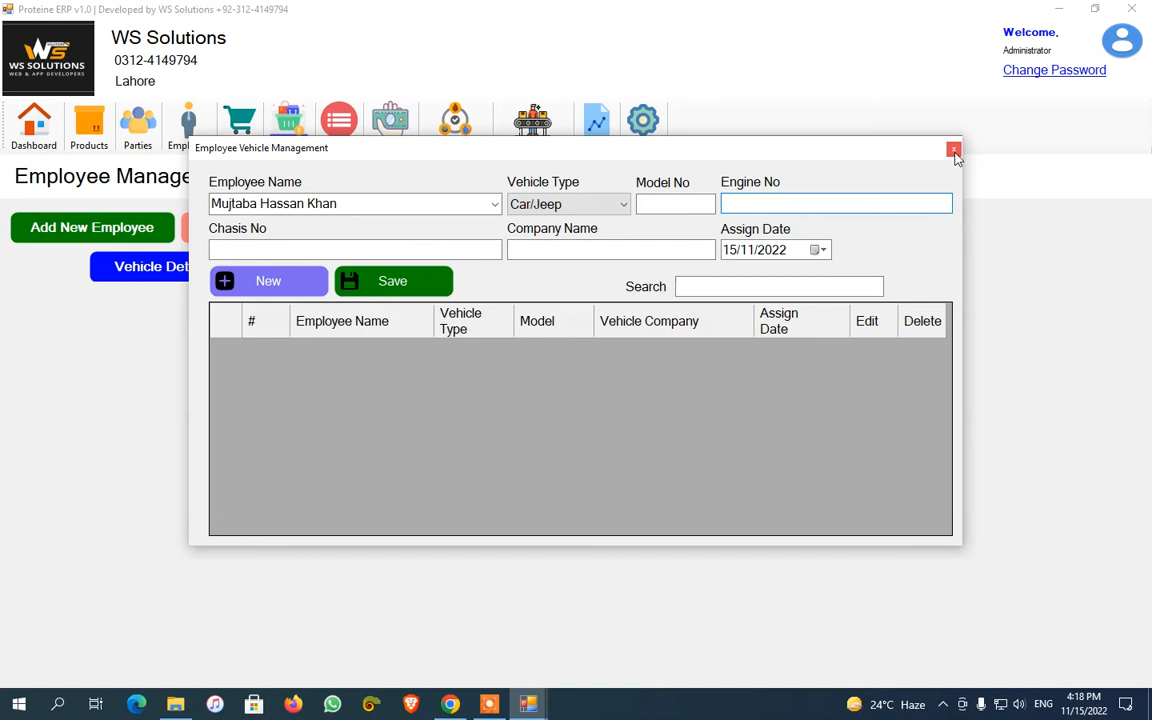 Proteine ERP v1.0 | Developed by WS Solutions +92-312-4149794
WS SOLUTIONS
WEB & APP DEVELOPERS
WS Solutions
0312-4149794
Lahore
Welcome,
Administrator
Change Password
Dashboard Products Parties Empl
Employee Manage
Add New Employee
Vehicle Det
Employee Vehicle Management
Employee Name Vehicle Type Model No Engine No
Mujtaba Hassan Khan Car/Jeep
Chasis No Company Name Assign Date
15/11/2022
New Save Search
# Employee Name Vehicle Type Model Vehicle Company Assign Date Edit Delete
24°C Haze ENG 4:18 PM
11/15/2022